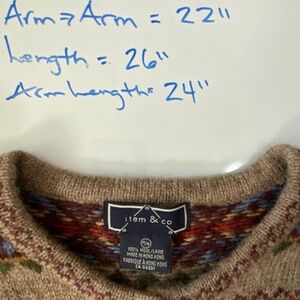 Arm → Arm = 22"
Length = 26"
Arm Length = 24"
item & co
100% WOOL/LAINE
MADE IN HONG KONG
FABRIQUÉ À HONG KONG